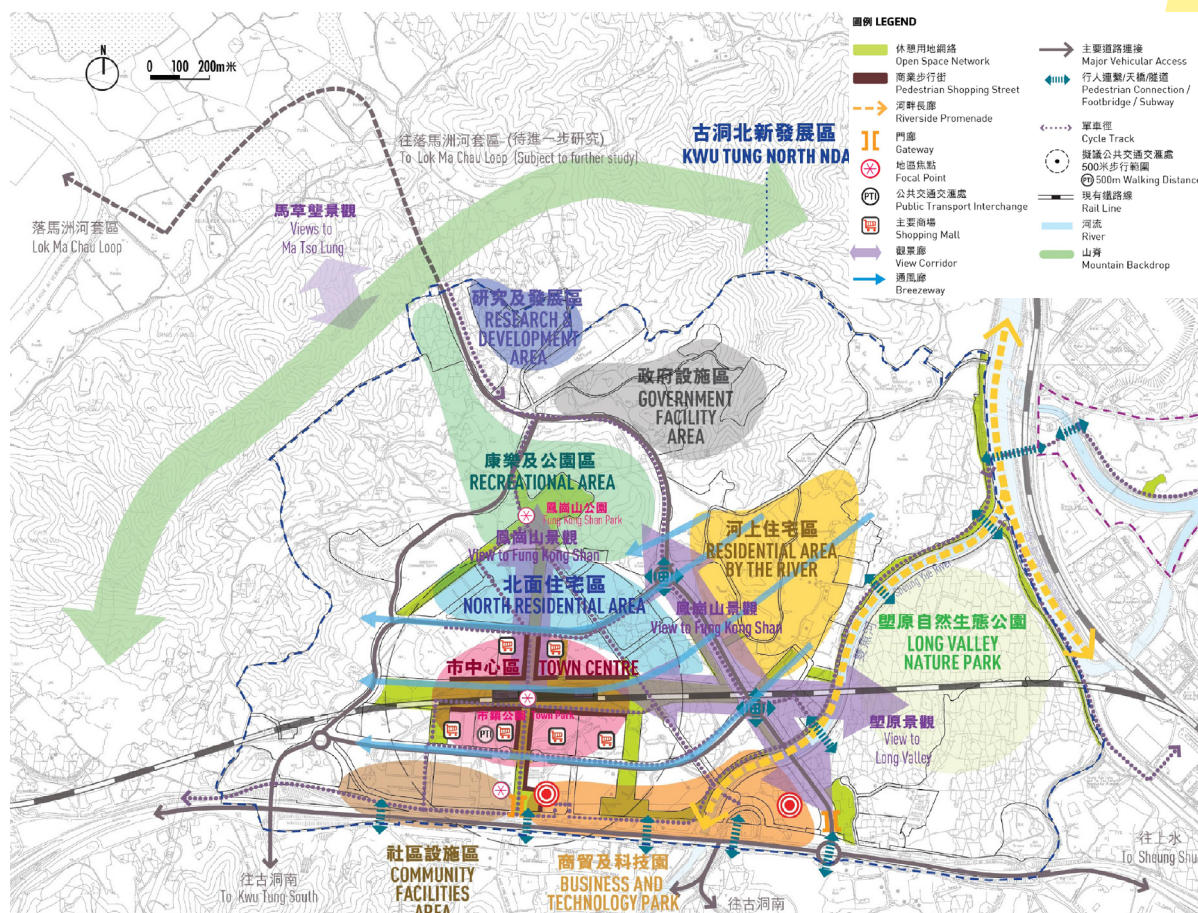 圖例 LEGEND
休憩用地網絡
Open Space Network
商業步行街
Pedestrian Shopping Street
河畔長廊
Riverside Promenade
門廊
Gateway
地區焦點
Focal Point
PTI
公共交通交滙處
Public Transport Interchange
主要商場
Shopping Mall
觀景廊
View Corridor
通風廊
Breezeway
主要道路連接
Major Vehicular Access
行人連繫/天橋/隧道
Pedestrian Connection /
Footbridge / Subway
單車徑
Cycle Track
擬議公共交通交滙處
500米步行範圍
PTI 500m Walking Distance
現有鐵路線
Rail Line
河流
River
山脊
Mountain Backdrop
N
0 100 200m米
往落馬洲河套區 (待進一步研究)
To Lok Ma Chau Loop (Subject to further study)
古洞北新發展區
KWU TUNG NORTH NDA
落馬洲河套區
Lok Ma Chau Loop
馬草壟景觀
Views to
Ma Tso Lung
研究及發展區
RESEARCH &
DEVELOPMENT
AREA
政府設施區
GOVERNMENT
FACILITY
AREA
康樂及公園區
RECREATIONAL AREA
鳳崗山公園
Fung Kong Shan Park
鳳崗山景觀
View to Fung Kong Shan
河上住宅區
RESIDENTIAL AREA
BY THE RIVER
北面住宅區
NORTH RESIDENTIAL AREA
鳳崗山景觀
View to Fung Kong Shan
Sheung Yue River
塱原自然生態公園
LONG VALLEY
NATURE PARK
市中心區 TOWN CENTRE
市鎮公園 Town Park
PTI
塱原景觀
View to
Long Valley
社區設施區
COMMUNITY
FACILITIES
AREA
商貿及科技園
BUSINESS AND
TECHNOLOGY PARK
往古洞南
To Kwu Tung South
往古洞南
往上水
To Sheung Shu